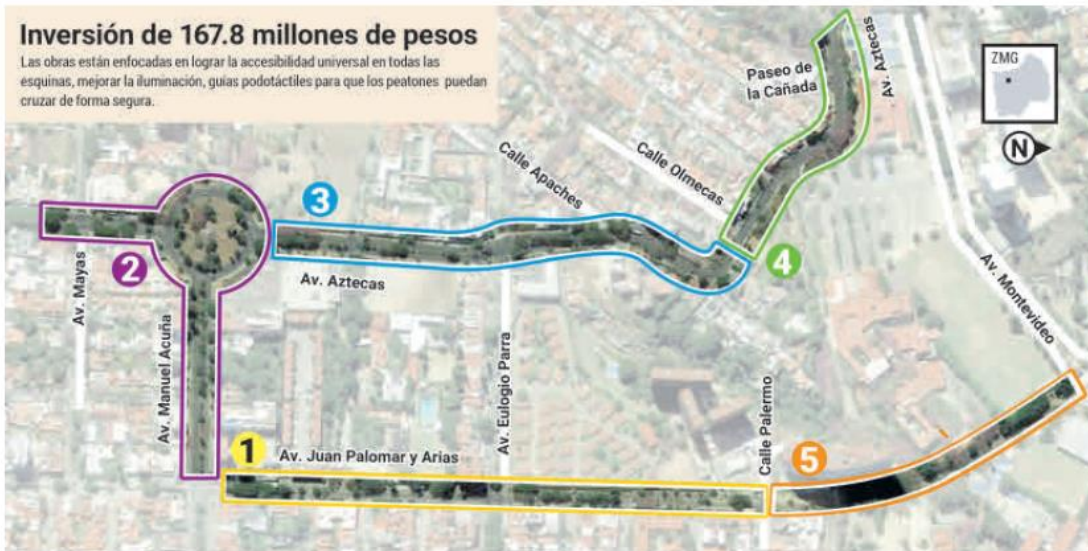 Inversión de 167.8 millones de pesos
Las obras están enfocadas en lograr la accesibilidad universal en todas las
esquinas, mejorar la iluminación, guías podotáctiles para que los peatones puedan
cruzar de forma segura.
ZMG
N
Paseo de
la Cañada
Av. Aztecas
Calle Olmecas
Calle Apaches
3
2
4
Av. Aztecas
Av. Mayas
Av. Manuel Acuña
Av. Eulogio Parra
Av. Montevideo
Calle Palermo
1
Av. Juan Palomar y Arias
5